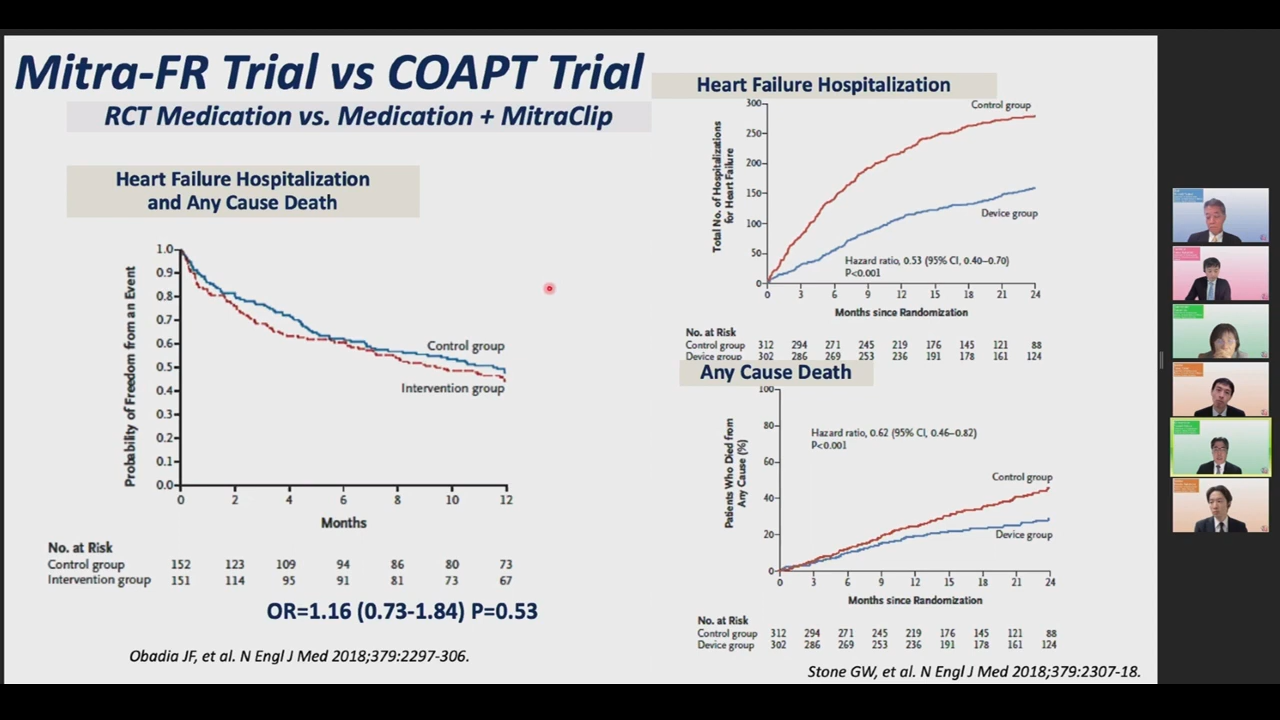 Mitra-FR Trial vs COAPT Trial
RCT Medication vs. Medication + MitraClip
Heart Failure Hospitalization
and Any Cause Death
Probability of Freedom from an Event
1.0
0.9
0.8
0.7
0.6
0.5
0.4
0.3
0.2
0.1
0.0
Control group
Intervention group
0 2 4 6 8 10 12
Months
No. at Risk
Control group 152 123 109 94 86 80 73
Intervention group 151 114 95 91 81 73 67
OR=1.16 (0.73-1.84) P=0.53
Obadia JF, et al. N Engl J Med 2018;379:2297-306.
Heart Failure Hospitalization
Total No. of Hospitalizations
for Heart Failure
300
250
200
150
100
50
0
Control group
Device group
Hazard ratio, 0.53 (95% CI, 0.40–0.70)
P<0.001
0 3 6 9 12 15 18 21 24
Months since Randomization
No. at Risk
Control group 312 294 271 245 219 176 145 121 88
Device group 302 286 269 253 236 191 178 161 124
Any Cause Death
Patients Who Died from
Any Cause (%)
100
80
60
40
20
0
Hazard ratio, 0.62 (95% CI, 0.46–0.82)
P<0.001
Control group
Device group
0 3 6 9 12 15 18 21 24
Months since Randomization
No. at Risk
Control group 312 294 271 245 219 176 145 121 88
Device group 302 286 269 253 236 191 178 161 124
Stone GW, et al. N Engl J Med 2018;379:2307-18.